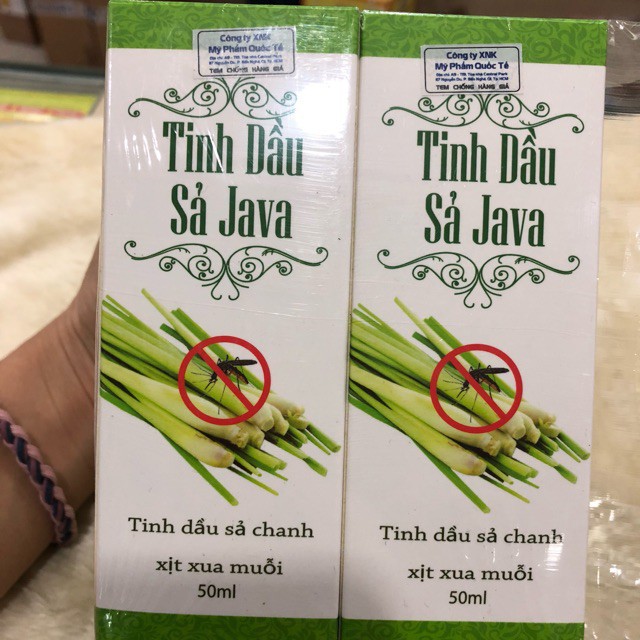 Công ty XNK
Mỹ Phẩm Quốc Tế
TEM CHỐNG HÀNG GIẢ
Tinh Dầu
Sả Java
Tinh dầu sả chanh
xịt xua muỗi
50ml
Công ty XNK
Mỹ Phẩm Quốc Tế
TEM CHỐNG HÀNG GIẢ
Tinh Dầu
Sả Java
Tinh dầu sả chanh
xịt xua muỗi
50ml